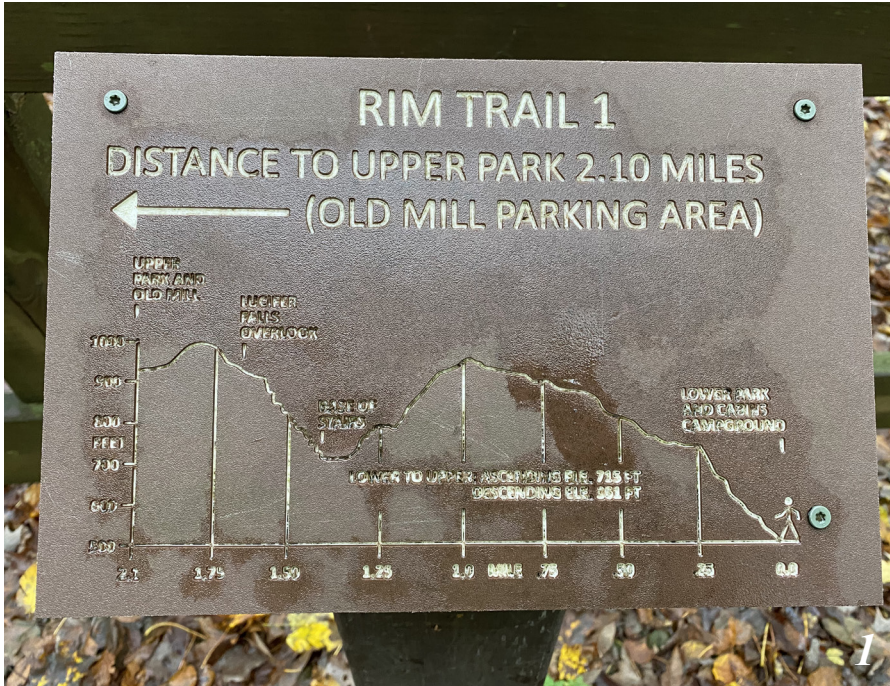 RIM TRAIL 1
DISTANCE TO UPPER PARK 2.10 MILES
(OLD MILL PARKING AREA)
UPPER
PARK AND
OLD MILL
LUCIFER
FALLS
OVERLOOK
BASE OF
STAIRS
LOWER PARK
AND CABINS
CAMPGROUND
1000
900
800
FEET
700
600
500
LOWER TO UPPER: ASCENDING ELE. FT
DESCENDING ELE. FT
2.1 1.75 1.50 1.25 1.0 MILE .75 .50 .25 0.0
1